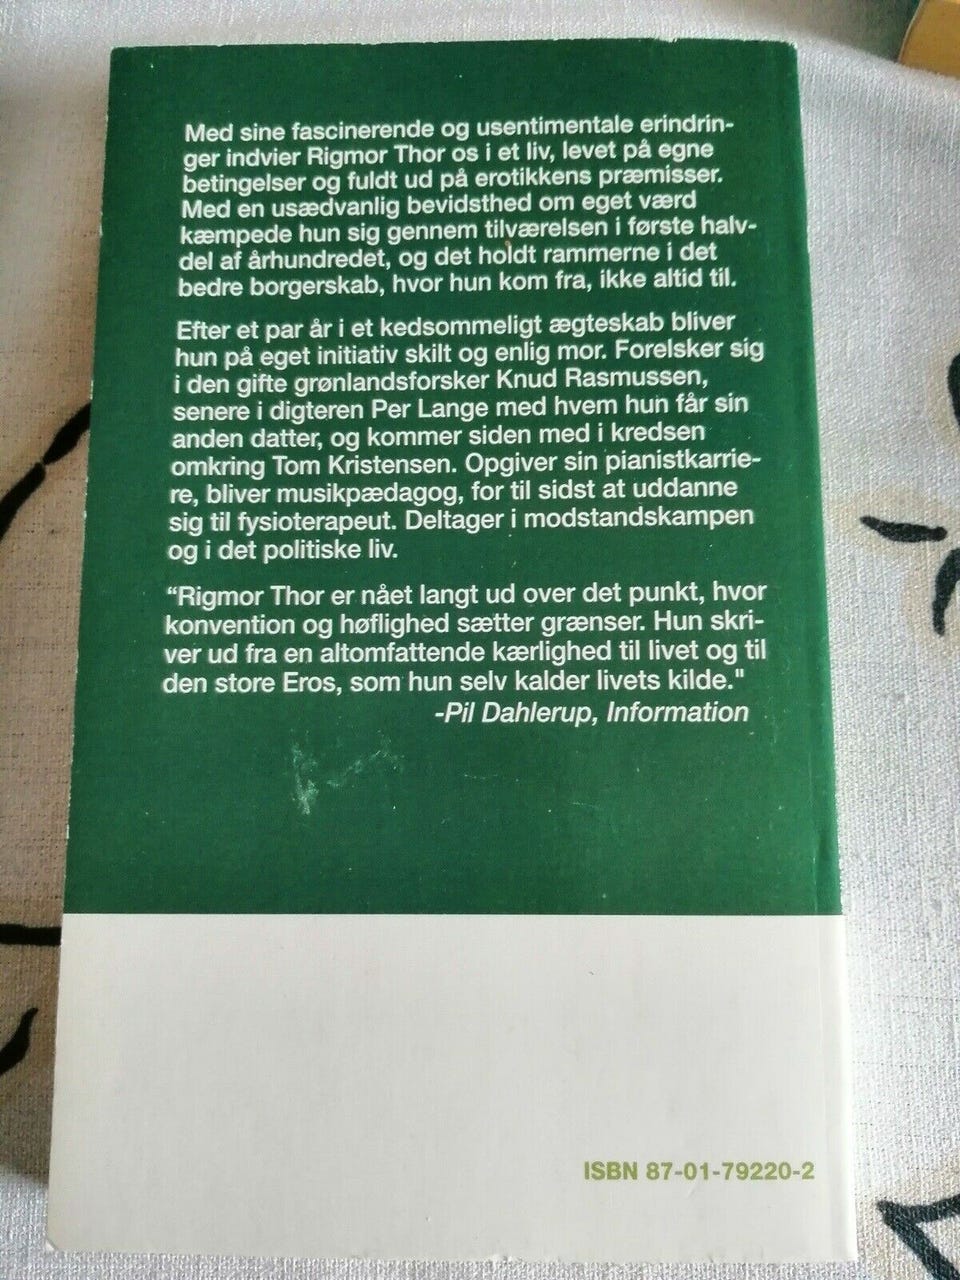 Med sine fascinerende og usentimentale erindrin-
ger indvier Rigmor Thor os i et liv, levet på egne
betingelser og fuldt ud på erotikkens præmisser.
Med en usædvanlig bevidsthed om eget værd
kæmpede hun sig gennem tilværelsen i første halv-
del af århundredet, og det holdt rammerne i det
bedre borgerskab, hvor hun kom fra, ikke altid til.
Efter et par år i et kedsommeligt ægteskab bliver
hun på eget initiativ skilt og enlig mor. Forelsker sig
i den gifte grønlandsforsker Knud Rasmussen,
senere i digteren Per Lange med hvem hun får sin
anden datter, og kommer siden med i kredsen
omkring Tom Kristensen. Opgiver sin pianistkarrie-
re, bliver musikpædagog, for til sidst at uddanne
sig til fysioterapeut. Deltager i modstandskampen
og i det politiske liv.
“Rigmor Thor er nået langt ud over det punkt, hvor
konvention og høflighed sætter grænser. Hun skri-
ver ud fra en altomfattende kærlighed til livet og til
den store Eros, som hun selv kalder livets kilde."
-Pil Dahlerup, Information
ISBN 87-01-79220-2